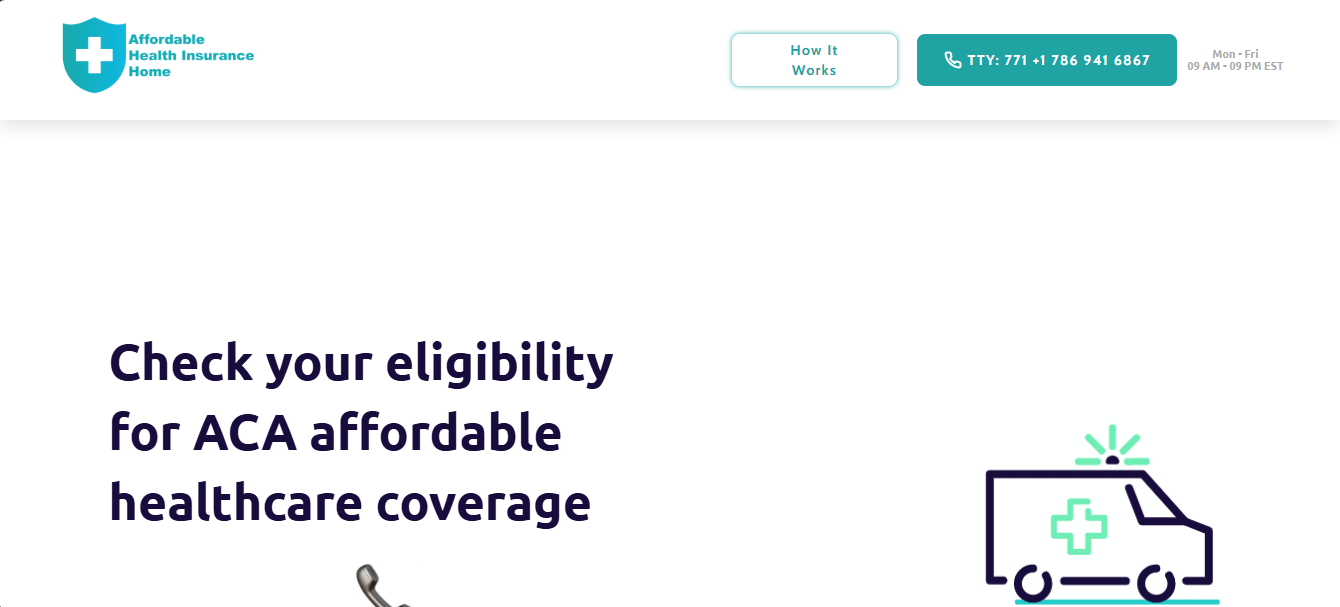 Affordable
Health Insurance
Home
How It
Works
TTY: 771 +1 786 941 6867
Mon - Fri
09 AM - 09 PM EST
Check your eligibility
for ACA affordable
healthcare coverage